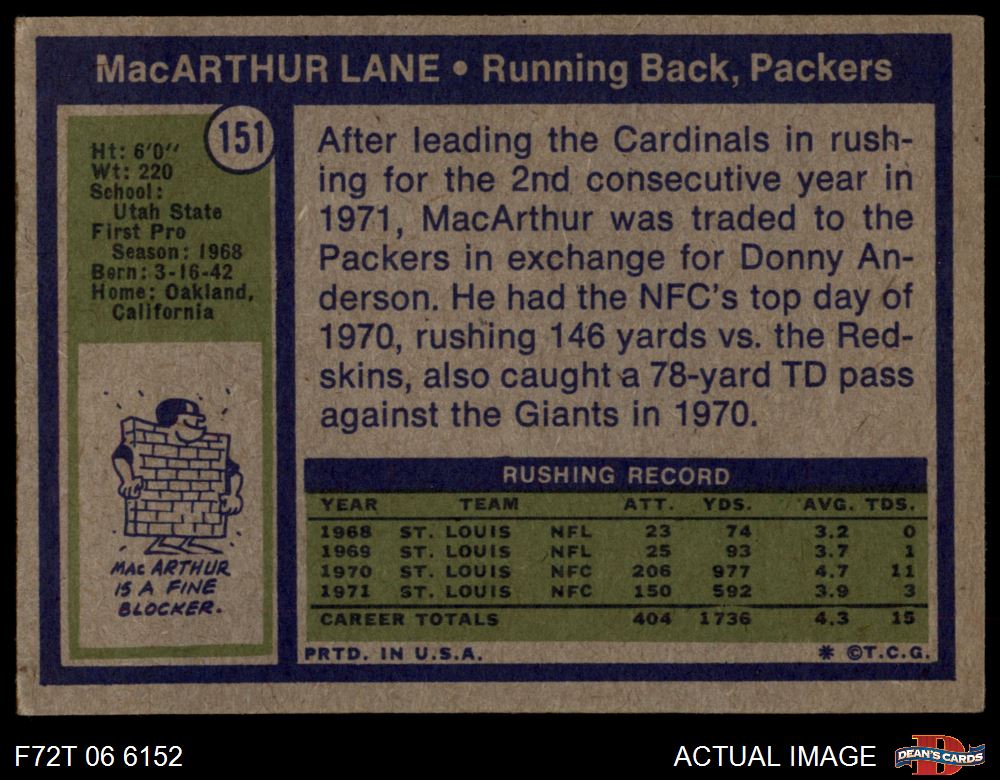 MacARTHUR LANE • Running Back, Packers
151
Ht: 6'0''
Wt: 220
School:
Utah State
First Pro
Season: 1968
Born: 3-16-42
Home: Oakland,
California
MAC ARTHUR
IS A FINE
BLOCKER.
After leading the Cardinals in rush-
ing for the 2nd consecutive year in
1971, MacArthur was traded to the
Packers in exchange for Donny An-
derson. He had the NFC's top day of
1970, rushing 146 yards vs. the Red-
skins, also caught a 78-yard TD pass
against the Giants in 1970.
RUSHING RECORD
YEAR TEAM ATT. YDS. AVG. TDS.
1968 ST. LOUIS NFL 23 74 3.2 0
1969 ST. LOUIS NFL 25 93 3.7 1
1970 ST. LOUIS NFC 206 977 4.7 11
1971 ST. LOUIS NFC 150 592 3.9 3
CAREER TOTALS 404 1736 4.3 15
PRTD. IN U.S.A. * ©T.C.G.
F72T 06 6152
ACTUAL IMAGE
DEAN'S CARDS